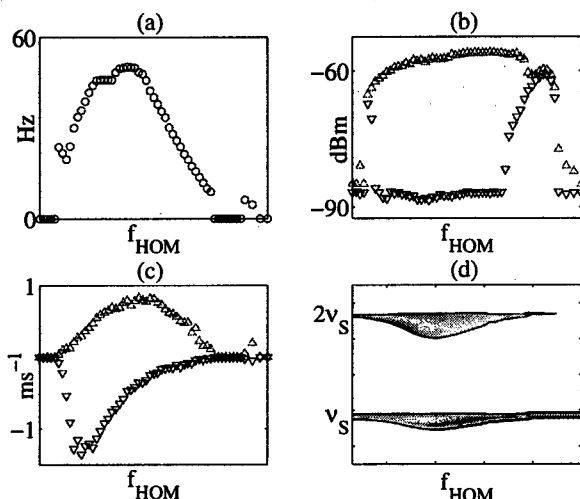 (a)
60
Hz
0
f_HOM
(b)
−60
dBm
−90
f_HOM
(c)
1
ms⁻¹
−1
f_HOM
(d)
2ν_S
ν_S
f_HOM